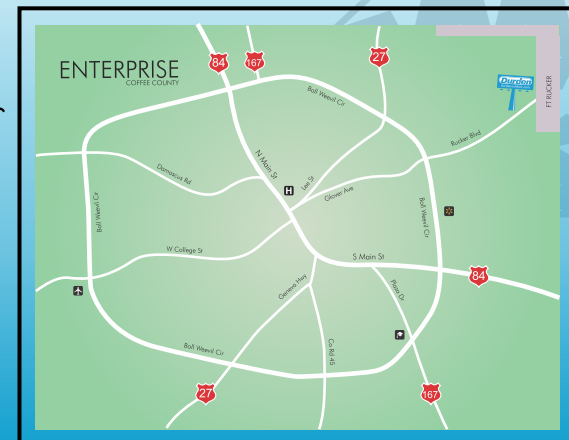 ENTERPRISE
COFFEE COUNTY
84
167
27
Durden
FT RUCKER
Boll Weevil Cir
Rucker Blvd
N Main St
Lee St
H
Glover Ave
Damascus Rd
Boll Weevil Cir
Boll Weevil Cir
W College St
S Main St
84
Geneva Hwy
Plaza Dr
Co Rd 45
Boll Weevil Cir
27
167